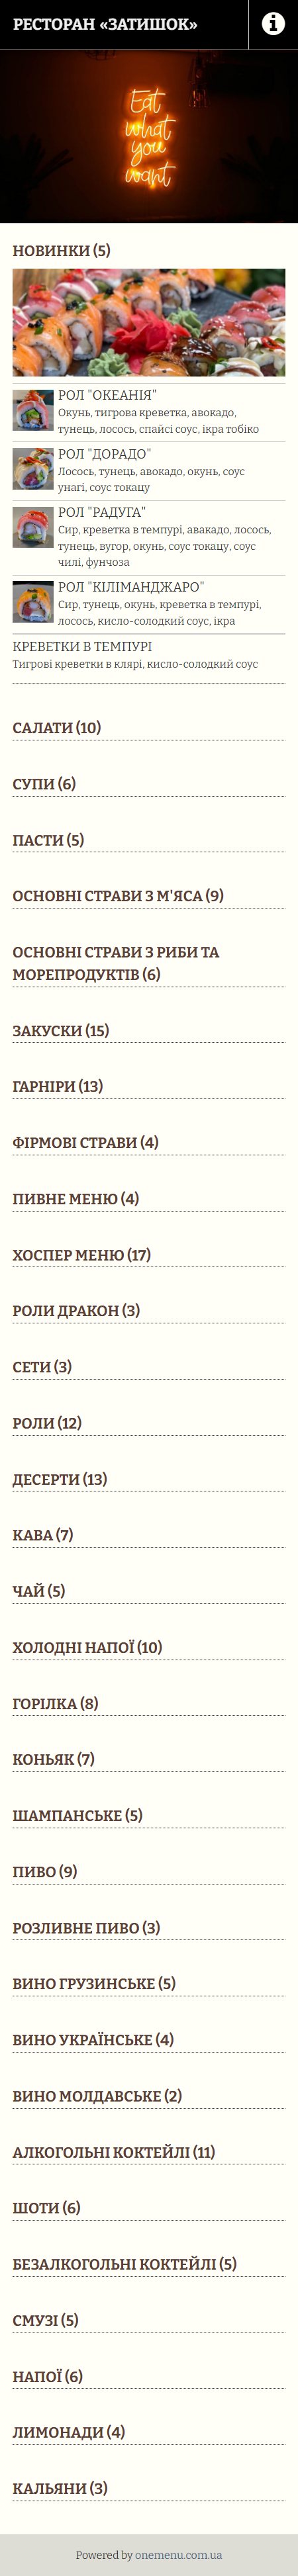 РЕСТОРАН «ЗАТИШОК»
Eat
what
you
want
НОВИНКИ (5)
РОЛ "ОКЕАНІЯ"
Окунь, тигрова креветка, авокадо,
тунець, лосось, спайсі соус, ікра тобіко
РОЛ "ДОРАДО"
Лосось, тунець, авокадо, окунь, соус
унагі, соус токацу
РОЛ "РАДУГА"
Сир, креветка в темпурі, авакадо, лосось,
тунець, вугор, окунь, соус токацу, соус
чилі, фунчоза
РОЛ "КІЛІМАНДЖАРО"
Сир, тунець, окунь, креветка в темпурі,
лосось, кисло-солодкий соус, ікра
КРЕВЕТКИ В ТЕМПУРІ
Тигрові креветки в клярі, кисло-солодкий соус
САЛАТИ (10)
СУПИ (6)
ПАСТИ (5)
ОСНОВНІ СТРАВИ З М'ЯСА (9)
ОСНОВНІ СТРАВИ З РИБИ ТА
МОРЕПРОДУКТІВ (6)
ЗАКУСКИ (15)
ГАРНІРИ (13)
ФІРМОВІ СТРАВИ (4)
ПИВНЕ МЕНЮ (4)
ХОСПЕР МЕНЮ (17)
РОЛИ ДРАКОН (3)
СЕТИ (3)
РОЛИ (12)
ДЕСЕРТИ (13)
КАВА (7)
ЧАЙ (5)
ХОЛОДНІ НАПОЇ (10)
ГОРІЛКА (8)
КОНЬЯК (7)
ШАМПАНСЬКЕ (5)
ПИВО (9)
РОЗЛИВНЕ ПИВО (3)
ВИНО ГРУЗИНСЬКЕ (5)
ВИНО УКРАЇНСЬКЕ (4)
ВИНО МОЛДАВСЬКЕ (2)
АЛКОГОЛЬНІ КОКТЕЙЛІ (11)
ШОТИ (6)
БЕЗАЛКОГОЛЬНІ КОКТЕЙЛІ (5)
СМУЗІ (5)
НАПОЇ (6)
ЛИМОНАДИ (4)
КАЛЬЯНИ (3)
Powered by onemenu.com.ua